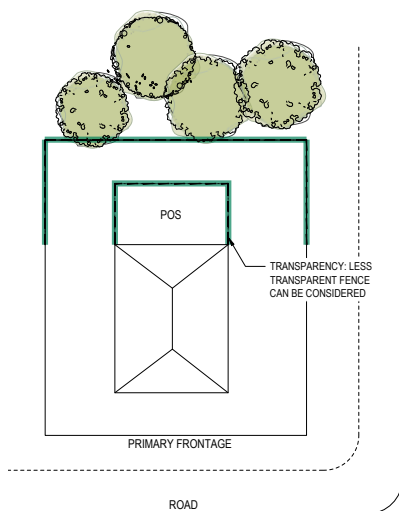 POS
TRANSPARENCY: LESS
TRANSPARENT FENCE
CAN BE CONSIDERED
PRIMARY FRONTAGE
ROAD